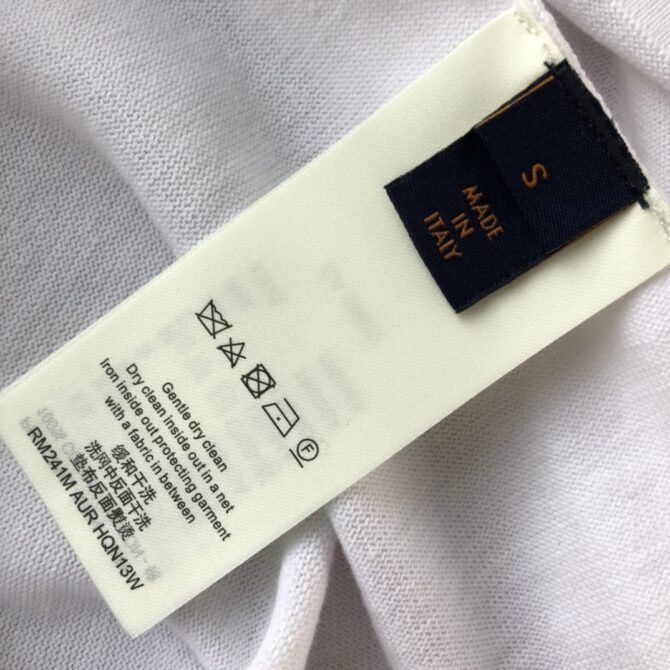 S
MADE
IN
ITALY
F
Gentle dry clean
Dry clean inside out in a net
Iron inside out protecting garment
with a fabric in between
缓和干洗
洗网中反面干洗
垫布反面熨烫
RM241M AUR HQN13W